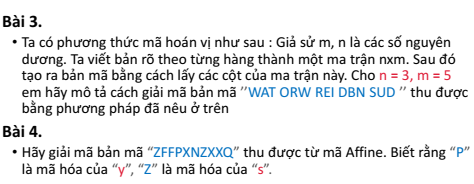 Bài 3.
• Ta có phương thức mã hoán vị như sau : Giả sử m, n là các số nguyên
dương. Ta viết bản rõ theo từng hàng thành một ma trận nxm. Sau đó
tạo ra bản mã bằng cách lấy các cột của ma trận này. Cho n = 3, m = 5
em hãy mô tả cách giải mã bản mã ''WAT ORW REI DBN SUD '' thu được
bằng phương pháp đã nêu ở trên
Bài 4.
• Hãy giải mã bản mã “ZFFPXNZXXQ” thu được từ mã Affine. Biết rằng “P”
là mã hóa của “y”, “Z” là mã hóa của “s”.